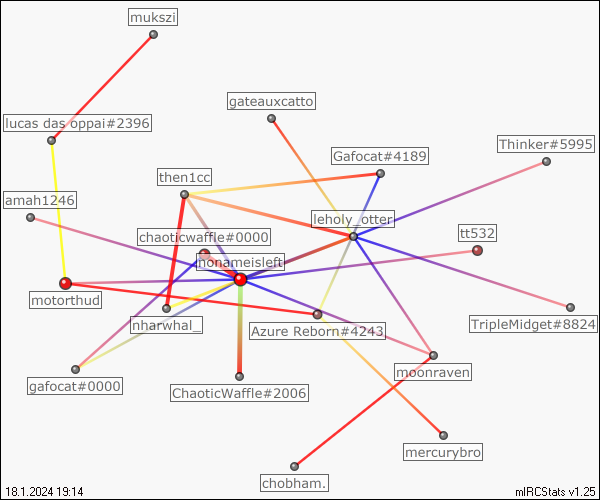 mukszi
gateauxcatto
lucas das oppai#2396
Thinker#5995
Gafocat#4189
then1cc
amah1246
leholy_otter
chaoticwaffle#0000
tt532
nonameisleft
motorthud
nharwhal_
Azure Reborn#4243
TripleMidget#8824
moonraven
gafocat#0000
ChaoticWaffle#2006
mercurybro
chobham.
18.1.2024 19:14
mIRCStats v1.25